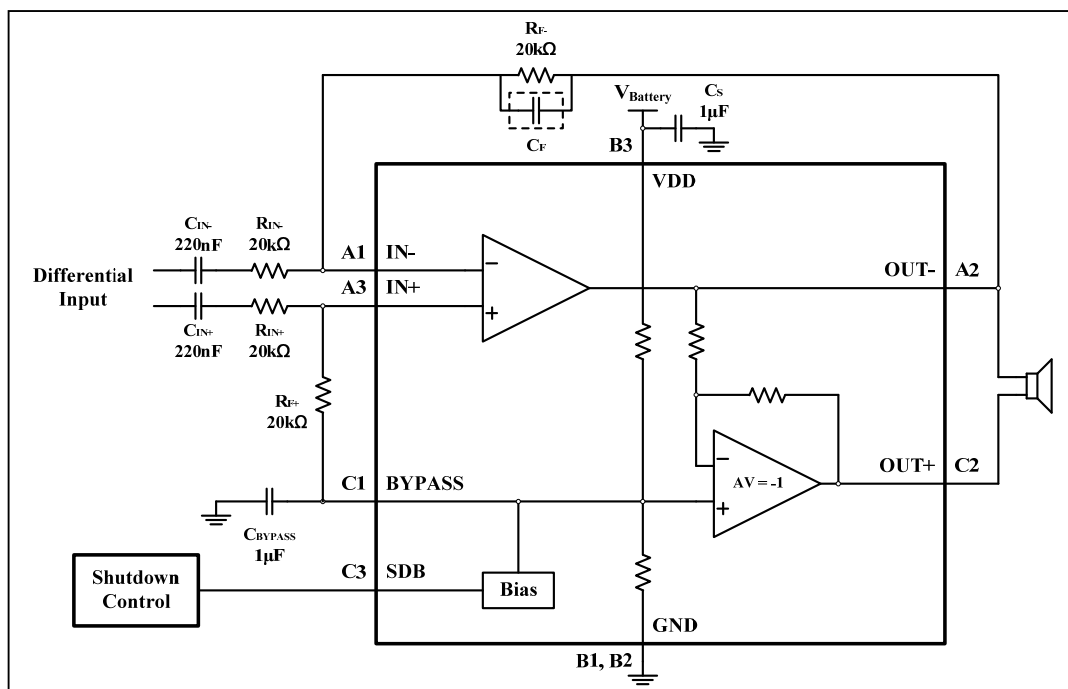 RF-
20kΩ
CF
VBattery
CS
1μF
B3
VDD
CIN-
220nF
RIN-
20kΩ
A1
IN-
Differential
Input
A3
IN+
CIN+
220nF
RIN+
20kΩ
OUT-
A2
RF+
20kΩ
C1
BYPASS
CBYPASS
1μF
AV = -1
OUT+
C2
C3
SDB
Shutdown
Control
Bias
GND
B1, B2
−
+
−
+